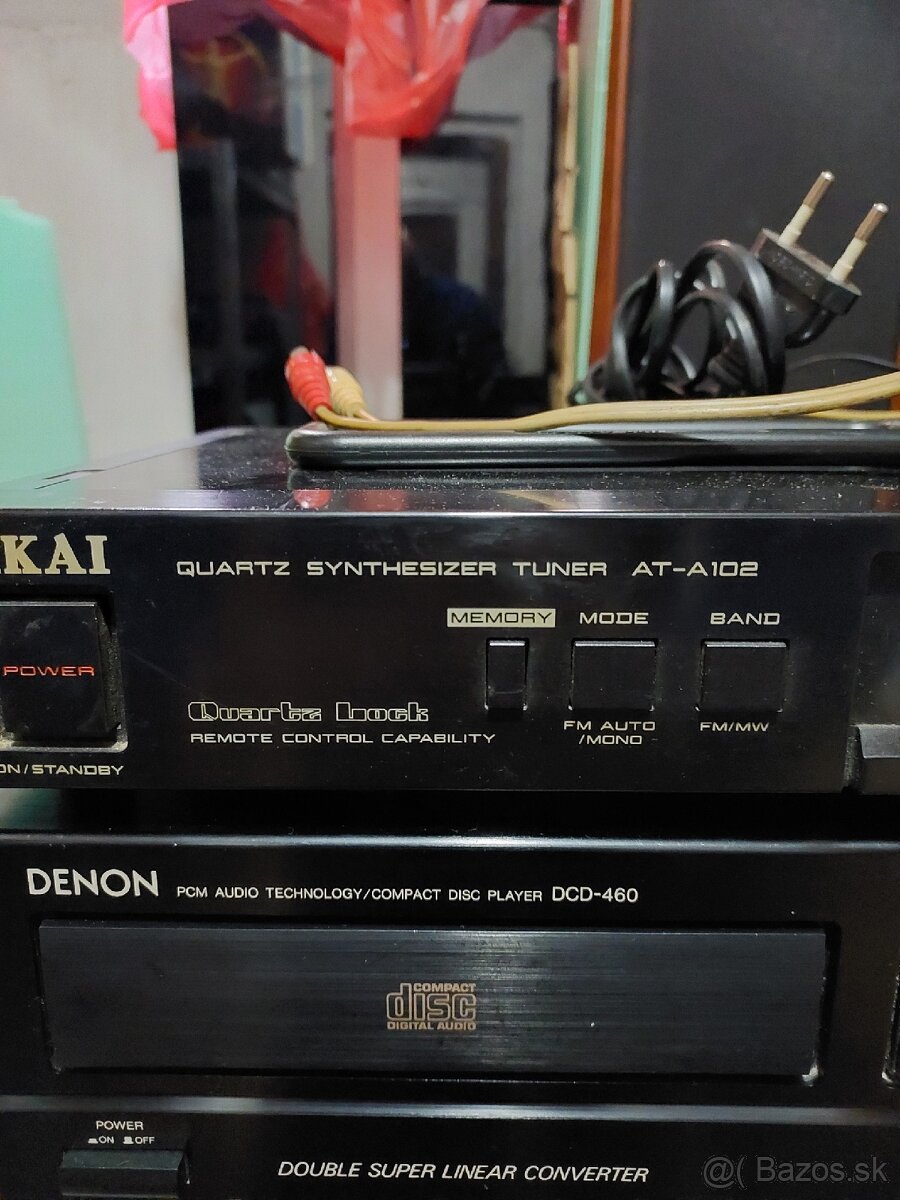 KAI
QUARTZ SYNTHESIZER TUNER AT-A102
MEMORY MODE BAND
POWER
Quartz Lock
REMOTE CONTROL CAPABILITY
FM AUTO
/MONO
FM/MW
ON/STANDBY
DENON PCM AUDIO TECHNOLOGY/COMPACT DISC PLAYER DCD-460
COMPACT
disc
DIGITAL AUDIO
POWER
ON OFF
DOUBLE SUPER LINEAR CONVERTER
@( Bazos.sk